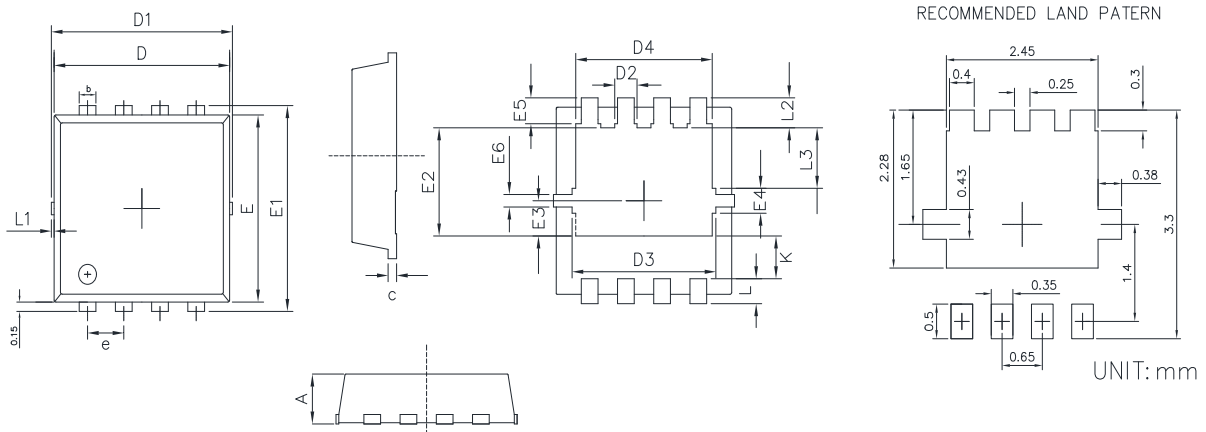 RECOMMENDED LAND PATERN
D1
D
b
L1
E
E1
0.15
e
c
A
D4
D2
E5
L2
E6
E2
L3
E3
E4
D3
K
L
2.45
0.4
0.25
0.3
2.28
1.65
0.43
0.38
3.3
1.4
0.35
0.5
0.65
UNIT: mm